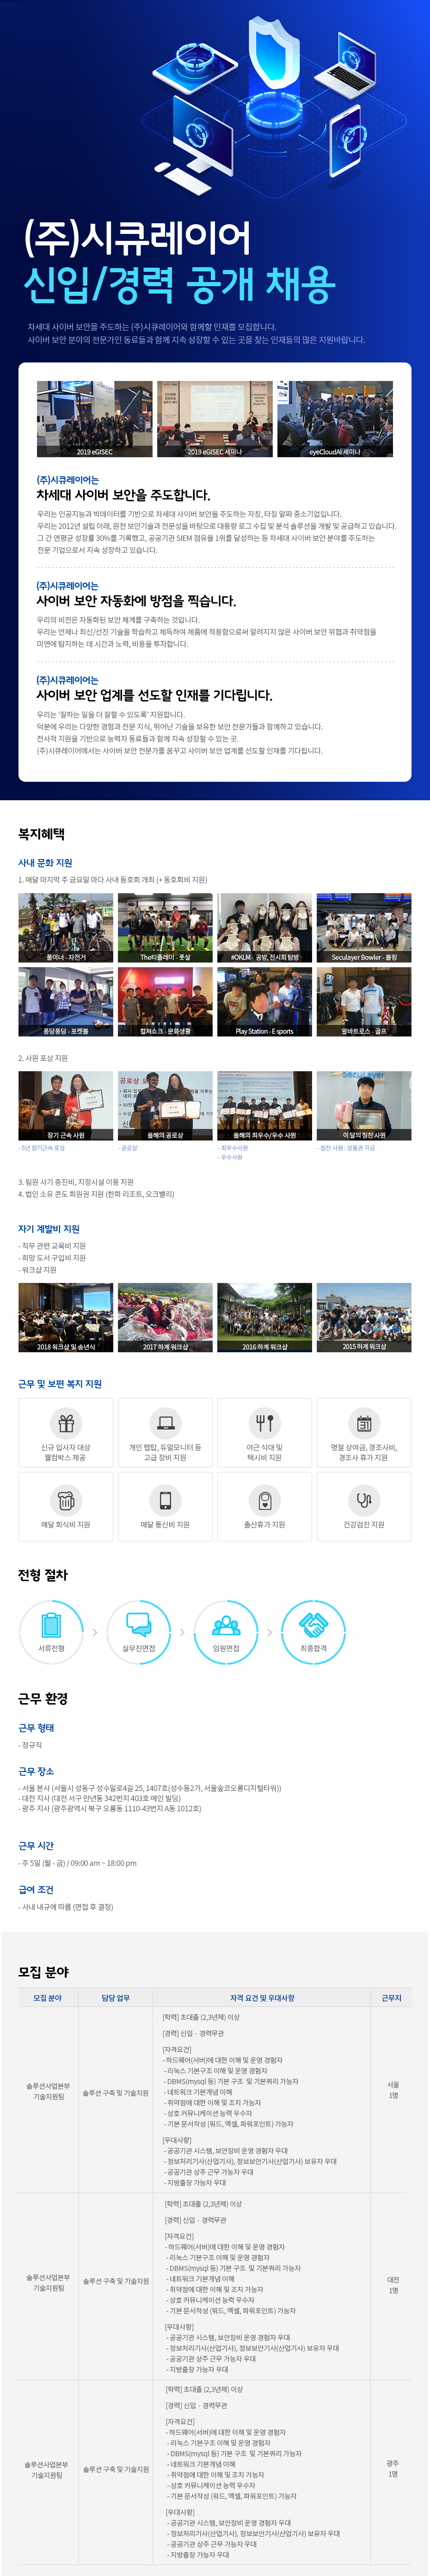 (주)시큐레이어
신입/경력 공개 채용
차세대 사이버 보안을 주도하는 (주)시큐레이어와 함께할 인재를 모집합니다.
사이버 보안 분야의 전문가인 동료들과 함께 지속 성장할 수 있는 곳을 찾는 인재들의 많은 지원바랍니다.
2019 eGISEC
2019 eGISEC 세미나
eyeCloudAI 세미나
(주)시큐레이어는
차세대 사이버 보안을 주도합니다.
우리는 인공지능과 빅데이터를 기반으로 차세대 사이버 보안을 주도하는 자칭, 타칭 알짜 중소기업입니다.
우리는 2012년 설립 이래, 원천 보안기술과 전문성을 바탕으로 대용량 로그 수집 및 분석 솔루션을 개발 및 공급하고 있습니다.
그 간 연평균 성장률 30%를 기록했고, 공공기관 SIEM 점유율 1위를 달성하는 등 차세대 사이버 보안 분야를 주도하는
전문 기업으로서 지속 성장하고 있습니다.
(주)시큐레이어는
사이버 보안 자동화에 방점을 찍습니다.
우리의 비전은 자동화된 보안 체계를 구축하는 것입니다.
우리는 언제나 최신/선진 기술을 학습하고 체득하여 제품에 적용함으로써 알려지지 않은 사이버 보안 위협과 취약점을
미연에 탐지하는 데 시간과 노력, 비용을 투자합니다.
(주)시큐레이어는
사이버 보안 업계를 선도할 인재를 기다립니다.
우리는 '잘하는 일을 더 잘할 수 있도록' 지원합니다.
덕분에 우리는 다양한 경험과 전문 지식, 뛰어난 기술을 보유한 보안 전문가들과 함께하고 있습니다.
전사적 지원을 기반으로 능력자 동료들과 함께 지속 성장할 수 있는 곳.
(주)시큐레이어에서는 사이버 보안 전문가를 꿈꾸고 사이버 보안 업계를 선도할 인재를 기다립니다.
복지혜택
사내 문화 지원
1. 매달 마지막 주 금요일 마다 사내 동호회 개최 (+ 동호회비 지원)
폴이너 - 자전거
The티플레이 - 풋살
#OKLM - 공방, 전시회 탐방
Seculayer Bowler - 볼링
퐁당퐁당 - 포켓볼
컬쳐쇼크 - 문화생활
Play Station - E sports
알바트로스 - 골프
2. 사원 포상 지원
장기 근속 사원
올해의 공로상
올해의 최우수/우수 사원
이 달의 칭찬 사원
- 5년 장기근속 포상
- 공로상
- 최우수사원
- 우수사원
- 칭찬 사원 : 상품권 지급
3. 팀원 사기 증진비, 지정시설 이용 지원
4. 법인 소유 콘도 회원권 지원 (한화 리조트, 오크밸리)
자기 계발비 지원
- 직무 관련 교육비 지원
- 희망 도서 구입비 지원
- 워크샵 지원
2018 워크샵 및 송년식
2017 하계 워크샵
2016 하계 워크샵
2015 하계 워크샵
근무 및 보편 복지 지원
신규 입사자 대상
웰컴박스 제공
개인 랩탑, 듀얼모니터 등
고급 장비 지원
야근 식대 및
택시비 지원
명절 상여금, 경조사비,
경조사 휴가 지원
매달 회식비 지원
매달 통신비 지원
출산휴가 지원
건강검진 지원
전형 절차
서류전형
실무진면접
임원면접
최종합격
근무 환경
근무 형태
- 정규직
근무 장소
- 서울 본사 (서울시 성동구 성수일로4길 25, 1407호(성수동2가, 서울숲코오롱디지털타워))
- 대전 지사 (대전 서구 만년동 342번지 403호 메인 빌딩)
- 광주 지사 (광주광역시 북구 오룡동 1110-43번지 A동 1012호)
근무 시간
- 주 5일 (월 - 금) / 09:00 am ~ 18:00 pm
급여 조건
- 사내 내규에 따름 (면접 후 결정)
모집 분야
모집 분야
담당 업무
자격 요건 및 우대사항
근무지
솔루션사업본부
기술지원팀
솔루션 구축 및 기술지원
[학력] 초대졸 (2,3년제) 이상
[경력] 신입 · 경력무관
[자격요건]
- 하드웨어(서버)에 대한 이해 및 운영 경험자
- 리눅스 기본구조 이해 및 운영 경험자
- DBMS(mysql 등) 기본 구조 및 기본쿼리 가능자
- 네트워크 기본개념 이해
- 취약점에 대한 이해 및 조치 가능자
- 상호 커뮤니케이션 능력 우수자
- 기본 문서작성 (워드, 엑셀, 파워포인트) 가능자
[우대사항]
- 공공기관 시스템, 보안장비 운영 경험자 우대
- 정보처리기사(산업기사), 정보보안기사(산업기사) 보유자 우대
- 공공기관 상주 근무 가능자 우대
- 지방출장 가능자 우대
서울
1명
솔루션사업본부
기술지원팀
솔루션 구축 및 기술지원
[학력] 초대졸 (2,3년제) 이상
[경력] 신입 · 경력무관
[자격요건]
- 하드웨어(서버)에 대한 이해 및 운영 경험자
- 리눅스 기본구조 이해 및 운영 경험자
- DBMS(mysql 등) 기본 구조 및 기본쿼리 가능자
- 네트워크 기본개념 이해
- 취약점에 대한 이해 및 조치 가능자
- 상호 커뮤니케이션 능력 우수자
- 기본 문서작성 (워드, 엑셀, 파워포인트) 가능자
[우대사항]
- 공공기관 시스템, 보안장비 운영 경험자 우대
- 정보처리기사(산업기사), 정보보안기사(산업기사) 보유자 우대
- 공공기관 상주 근무 가능자 우대
- 지방출장 가능자 우대
대전
1명
솔루션사업본부
기술지원팀
솔루션 구축 및 기술지원
[학력] 초대졸 (2,3년제) 이상
[경력] 신입 · 경력무관
[자격요건]
- 하드웨어(서버)에 대한 이해 및 운영 경험자
- 리눅스 기본구조 이해 및 운영 경험자
- DBMS(mysql 등) 기본 구조 및 기본쿼리 가능자
- 네트워크 기본개념 이해
- 취약점에 대한 이해 및 조치 가능자
- 상호 커뮤니케이션 능력 우수자
- 기본 문서작성 (워드, 엑셀, 파워포인트) 가능자
[우대사항]
- 공공기관 시스템, 보안장비 운영 경험자 우대
- 정보처리기사(산업기사), 정보보안기사(산업기사) 보유자 우대
- 공공기관 상주 근무 가능자 우대
- 지방출장 가능자 우대
광주
1명